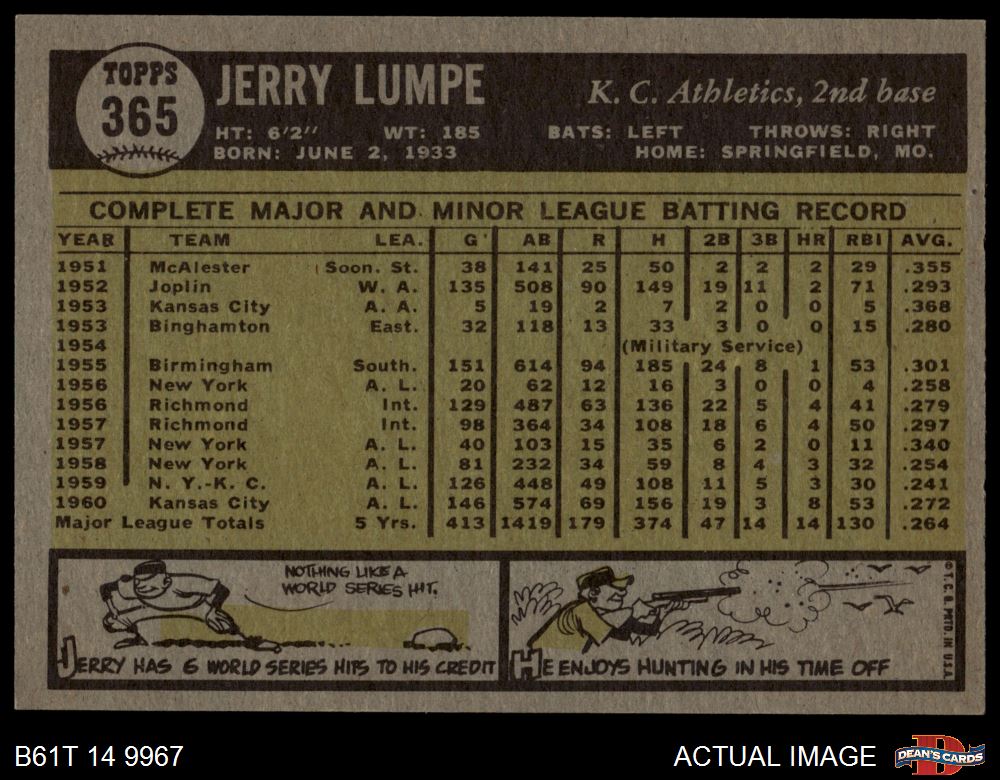 TOPPS
365
JERRY LUMPE
K. C. Athletics, 2nd base
HT: 6'2" WT: 185 BATS: LEFT THROWS: RIGHT
BORN: JUNE 2, 1933 HOME: SPRINGFIELD, MO.
COMPLETE MAJOR AND MINOR LEAGUE BATTING RECORD
YEAR TEAM LEA. G AB R H 2B 3B HR RBI AVG.
1951 McAlester Soon. St. 38 141 25 50 2 2 2 29 .355
1952 Joplin W. A. 135 508 90 149 19 11 2 71 .293
1953 Kansas City A. A. 5 19 2 7 2 0 0 5 .368
1953 Binghamton East. 32 118 13 33 3 0 0 15 .280
1954 (Military Service)
1955 Birmingham South. 151 614 94 185 24 8 1 53 .301
1956 New York A. L. 20 62 12 16 3 0 0 4 .258
1956 Richmond Int. 129 487 63 136 22 5 4 41 .279
1957 Richmond Int. 98 364 34 108 18 6 4 50 .297
1957 New York A. L. 40 103 15 35 6 2 0 11 .340
1958 New York A. L. 81 232 34 59 8 4 3 32 .254
1959 N. Y.-K. C. A. L. 126 448 49 108 11 5 3 30 .241
1960 Kansas City A. L. 146 574 69 156 19 3 8 53 .272
Major League Totals 5 Yrs. 413 1419 179 374 47 14 14 130 .264
NOTHING LIKE A
WORLD SERIES HIT.
JERRY HAS 6 WORLD SERIES HITS TO HIS CREDIT
HE ENJOYS HUNTING IN HIS TIME OFF
© T. C. G. PRTD. IN U.S.A.
B61T 14 9967
ACTUAL IMAGE
D
DEAN'S CARDS